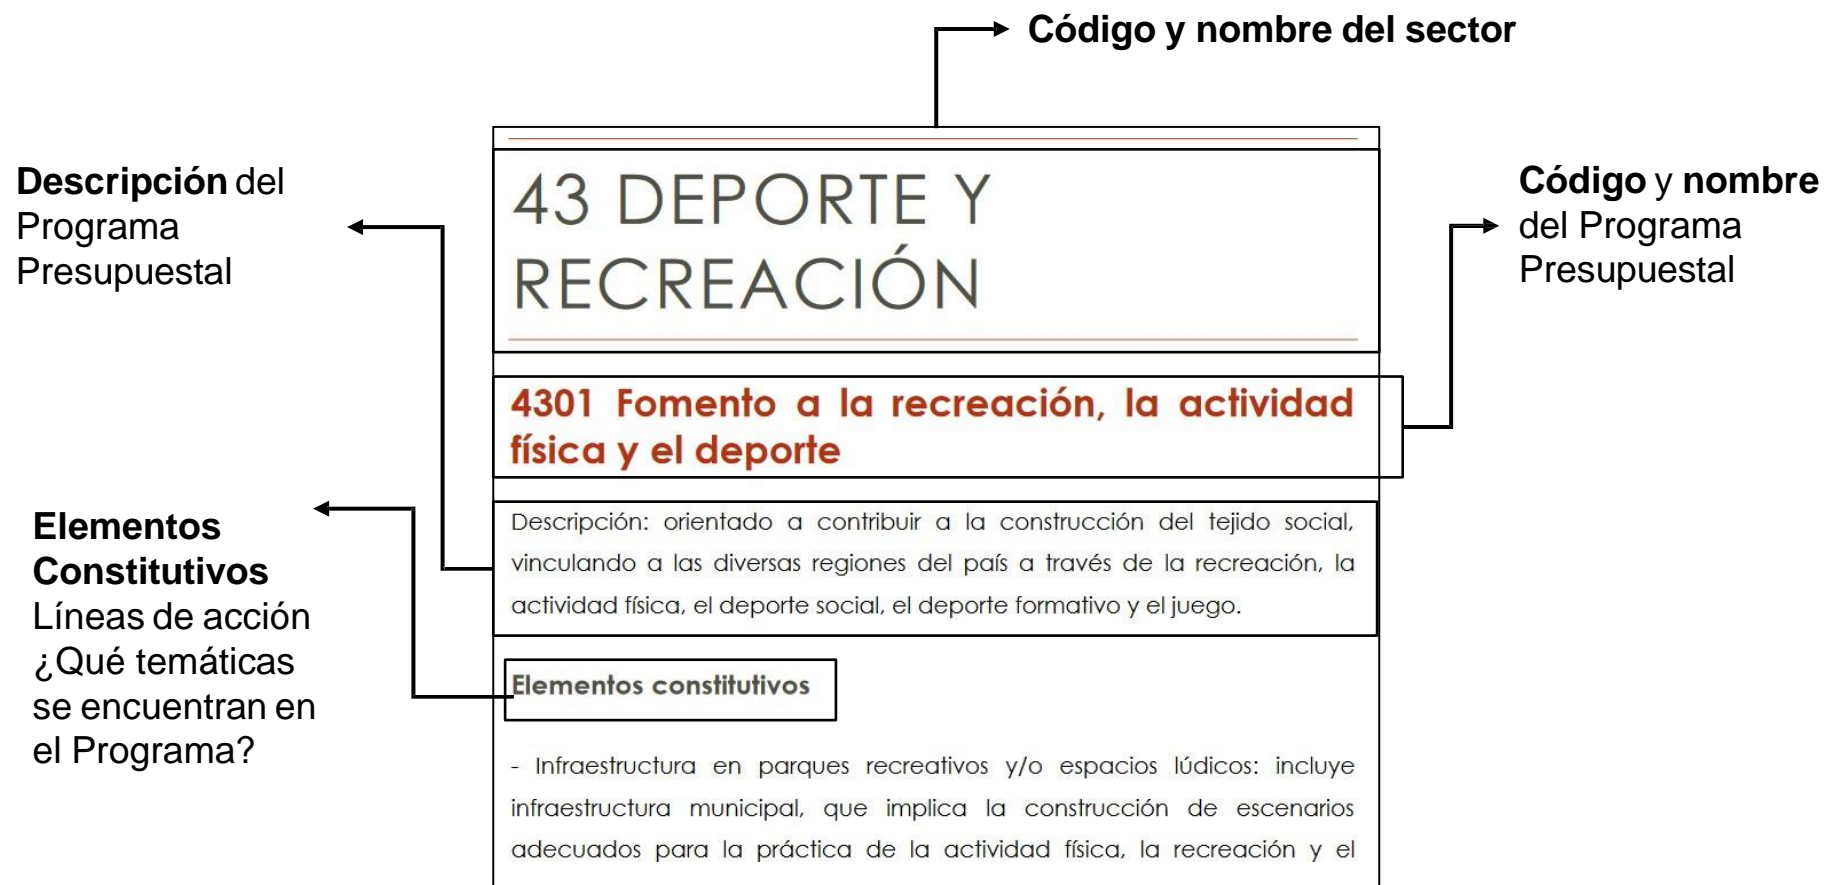 Código y nombre del sector
Descripción del
Programa
Presupuestal
43 DEPORTE Y
RECREACIÓN
Código y nombre
del Programa
Presupuestal
4301 Fomento a la recreación, la actividad
física y el deporte
Elementos
Constitutivos
Líneas de acción
¿Qué temáticas
se encuentran en
el Programa?
Descripción: orientado a contribuir a la construcción del tejido social,
vinculando a las diversas regiones del país a través de la recreación, la
actividad física, el deporte social, el deporte formativo y el juego.
Elementos constitutivos
- Infraestructura en parques recreativos y/o espacios lúdicos: incluye
infraestructura municipal, que implica la construcción de escenarios
adecuados para la práctica de la actividad física, la recreación y el